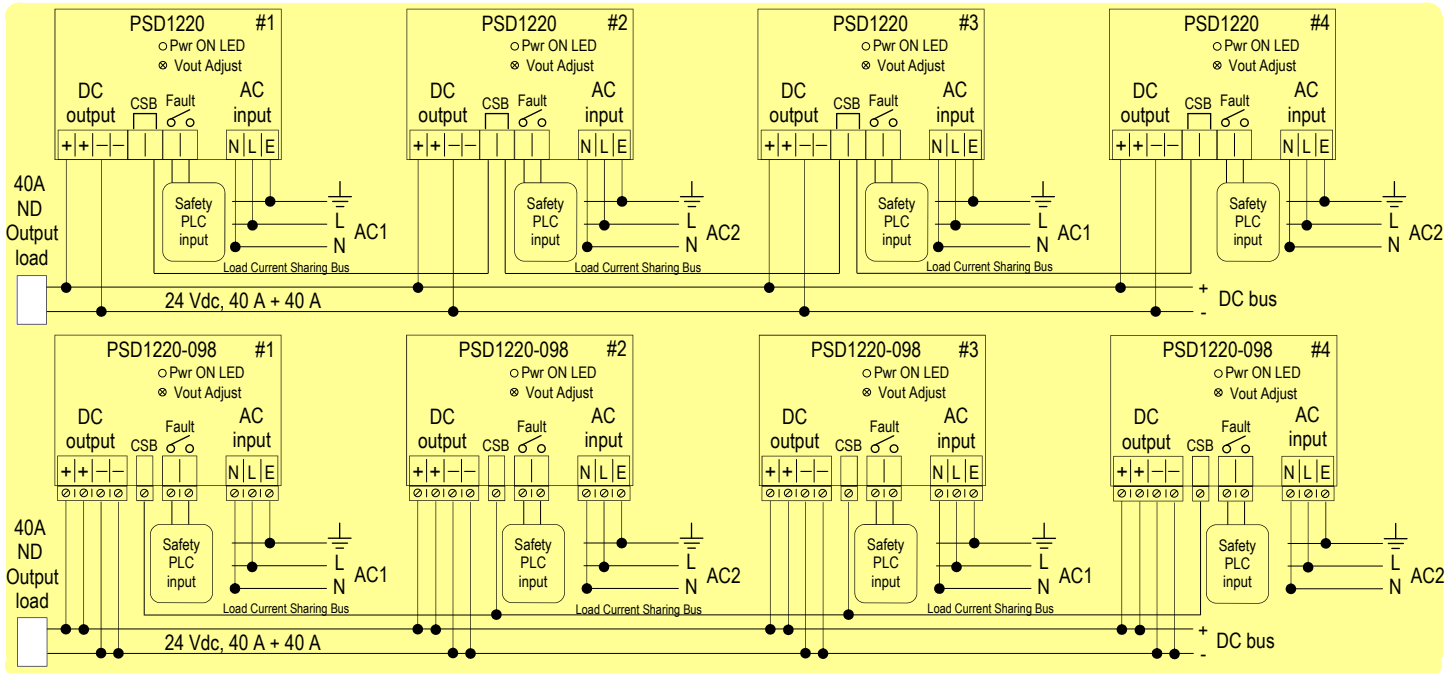 PSD1220 #1
Pwr ON LED
Vout Adjust
DC output
CSB
Fault
AC input
+ + — —
N L E
Safety PLC input
L
N
AC1
PSD1220 #2
Pwr ON LED
Vout Adjust
DC output
CSB
Fault
AC input
+ + — —
N L E
Safety PLC input
L
N
AC2
PSD1220 #3
Pwr ON LED
Vout Adjust
DC output
CSB
Fault
AC input
+ + — —
N L E
Safety PLC input
L
N
AC1
PSD1220 #4
Pwr ON LED
Vout Adjust
DC output
CSB
Fault
AC input
+ + — —
N L E
Safety PLC input
L
N
AC2
40A
ND
Output
load
Load Current Sharing Bus
Load Current Sharing Bus
Load Current Sharing Bus
24 Vdc, 40 A + 40 A
+
-
DC bus
PSD1220-098 #1
Pwr ON LED
Vout Adjust
DC output
CSB
Fault
AC input
+ + — —
N L E
Safety PLC input
L
N
AC1
PSD1220-098 #2
Pwr ON LED
Vout Adjust
DC output
CSB
Fault
AC input
+ + — —
N L E
Safety PLC input
L
N
AC2
PSD1220-098 #3
Pwr ON LED
Vout Adjust
DC output
CSB
Fault
AC input
+ + — —
N L E
Safety PLC input
L
N
AC1
PSD1220-098 #4
Pwr ON LED
Vout Adjust
DC output
CSB
Fault
AC input
+ + — —
N L E
Safety PLC input
L
N
AC2
40A
ND
Output
load
Load Current Sharing Bus
Load Current Sharing Bus
Load Current Sharing Bus
24 Vdc, 40 A + 40 A
+
-
DC bus